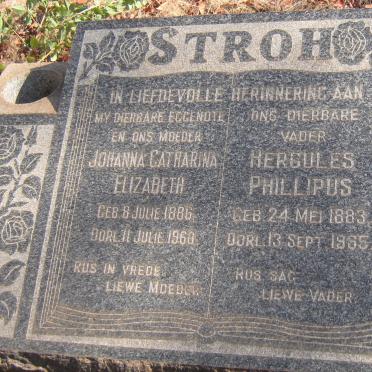 STROH
IN LIEFDEVOLLE HERINNERING AAN
MY DIERBARE EGGENOTE
EN ONS MOEDER
JOHANNA CATHARINA
ELIZABETH
GEB 8 JULIE 1886
OORL 11 JULIE 1960
RUS IN VREDE
LIEWE MOEDER
ONS DIERBARE
VADER
HERCULES
PHILLIPUS
GEB 24 MEI 1883
OORL 13 SEPT 1965
RUS SAG
LIEWE VADER